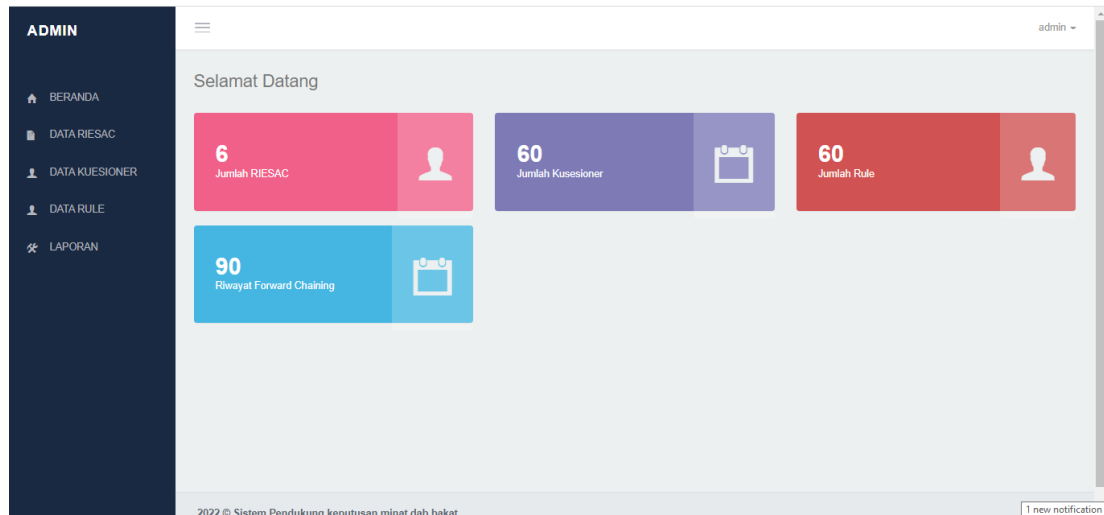 ADMIN
admin
BERANDA
DATA RIESAC
DATA KUESIONER
DATA RULE
LAPORAN
Selamat Datang
6
Jumlah RIESAC
60
Jumlah Kusesioner
60
Jumlah Rule
90
Riwayat Forward Chaining
2022 © Sistem Pendukung keputusan minat dab bakat
1 new notification